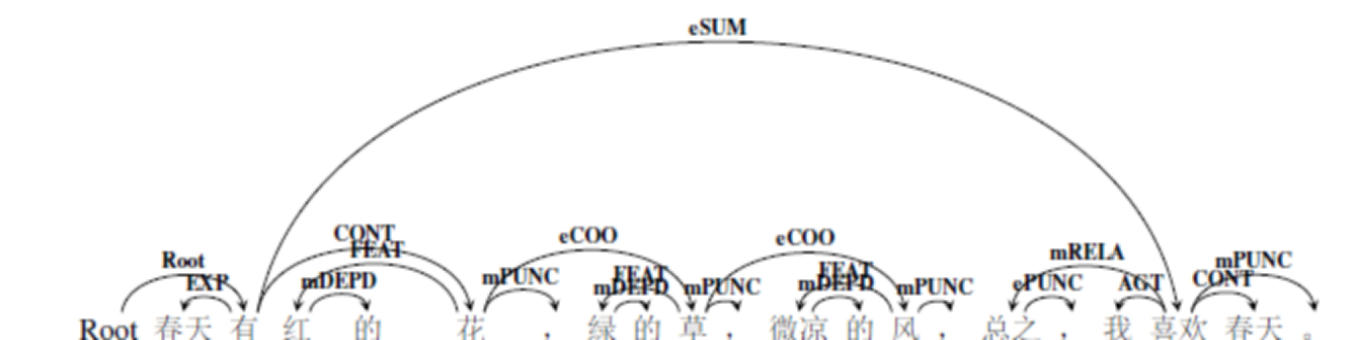 eSUM
CONT
FEAT
eCOO
eCOO
Root
EXP
mDEPD
mPUNC
FEAT
mDEPD
mPUNC
FEAT
mDEPD
mPUNC
mRELA
ePUNC
AGT
CONT
mPUNC
Root 春天 有 红 的 花 , 绿 的 草 , 微凉 的 风 , 总之 , 我 喜欢 春天 。